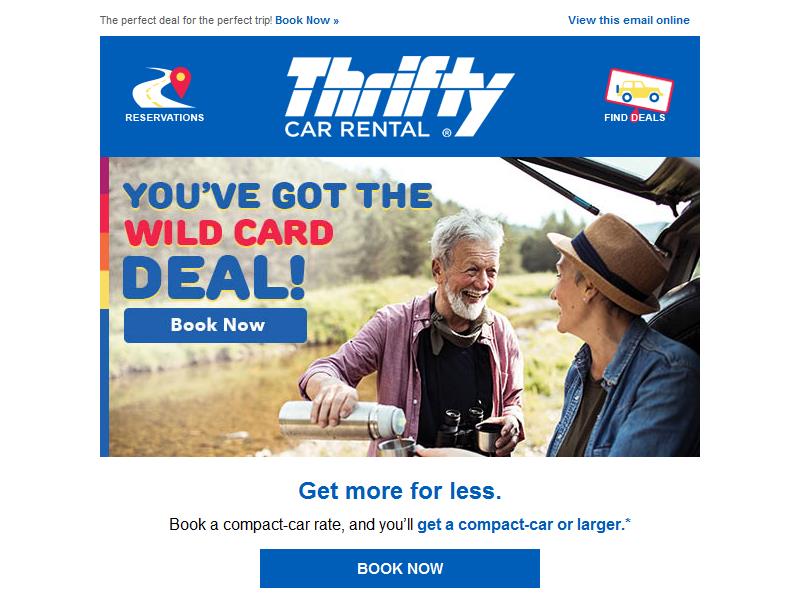 The perfect deal for the perfect trip! Book Now »
View this email online
RESERVATIONS
Thrifty
CAR RENTAL ®
FIND DEALS
YOU'VE GOT THE
WILD CARD
DEAL!
Book Now
Get more for less.
Book a compact-car rate, and you'll get a compact-car or larger.*
BOOK NOW